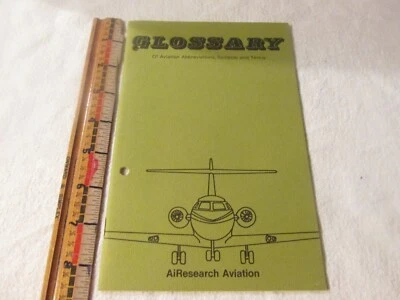 GLOSSARY
Of Aviation Abbreviations, Symbols and Terms
AiResearch Aviation